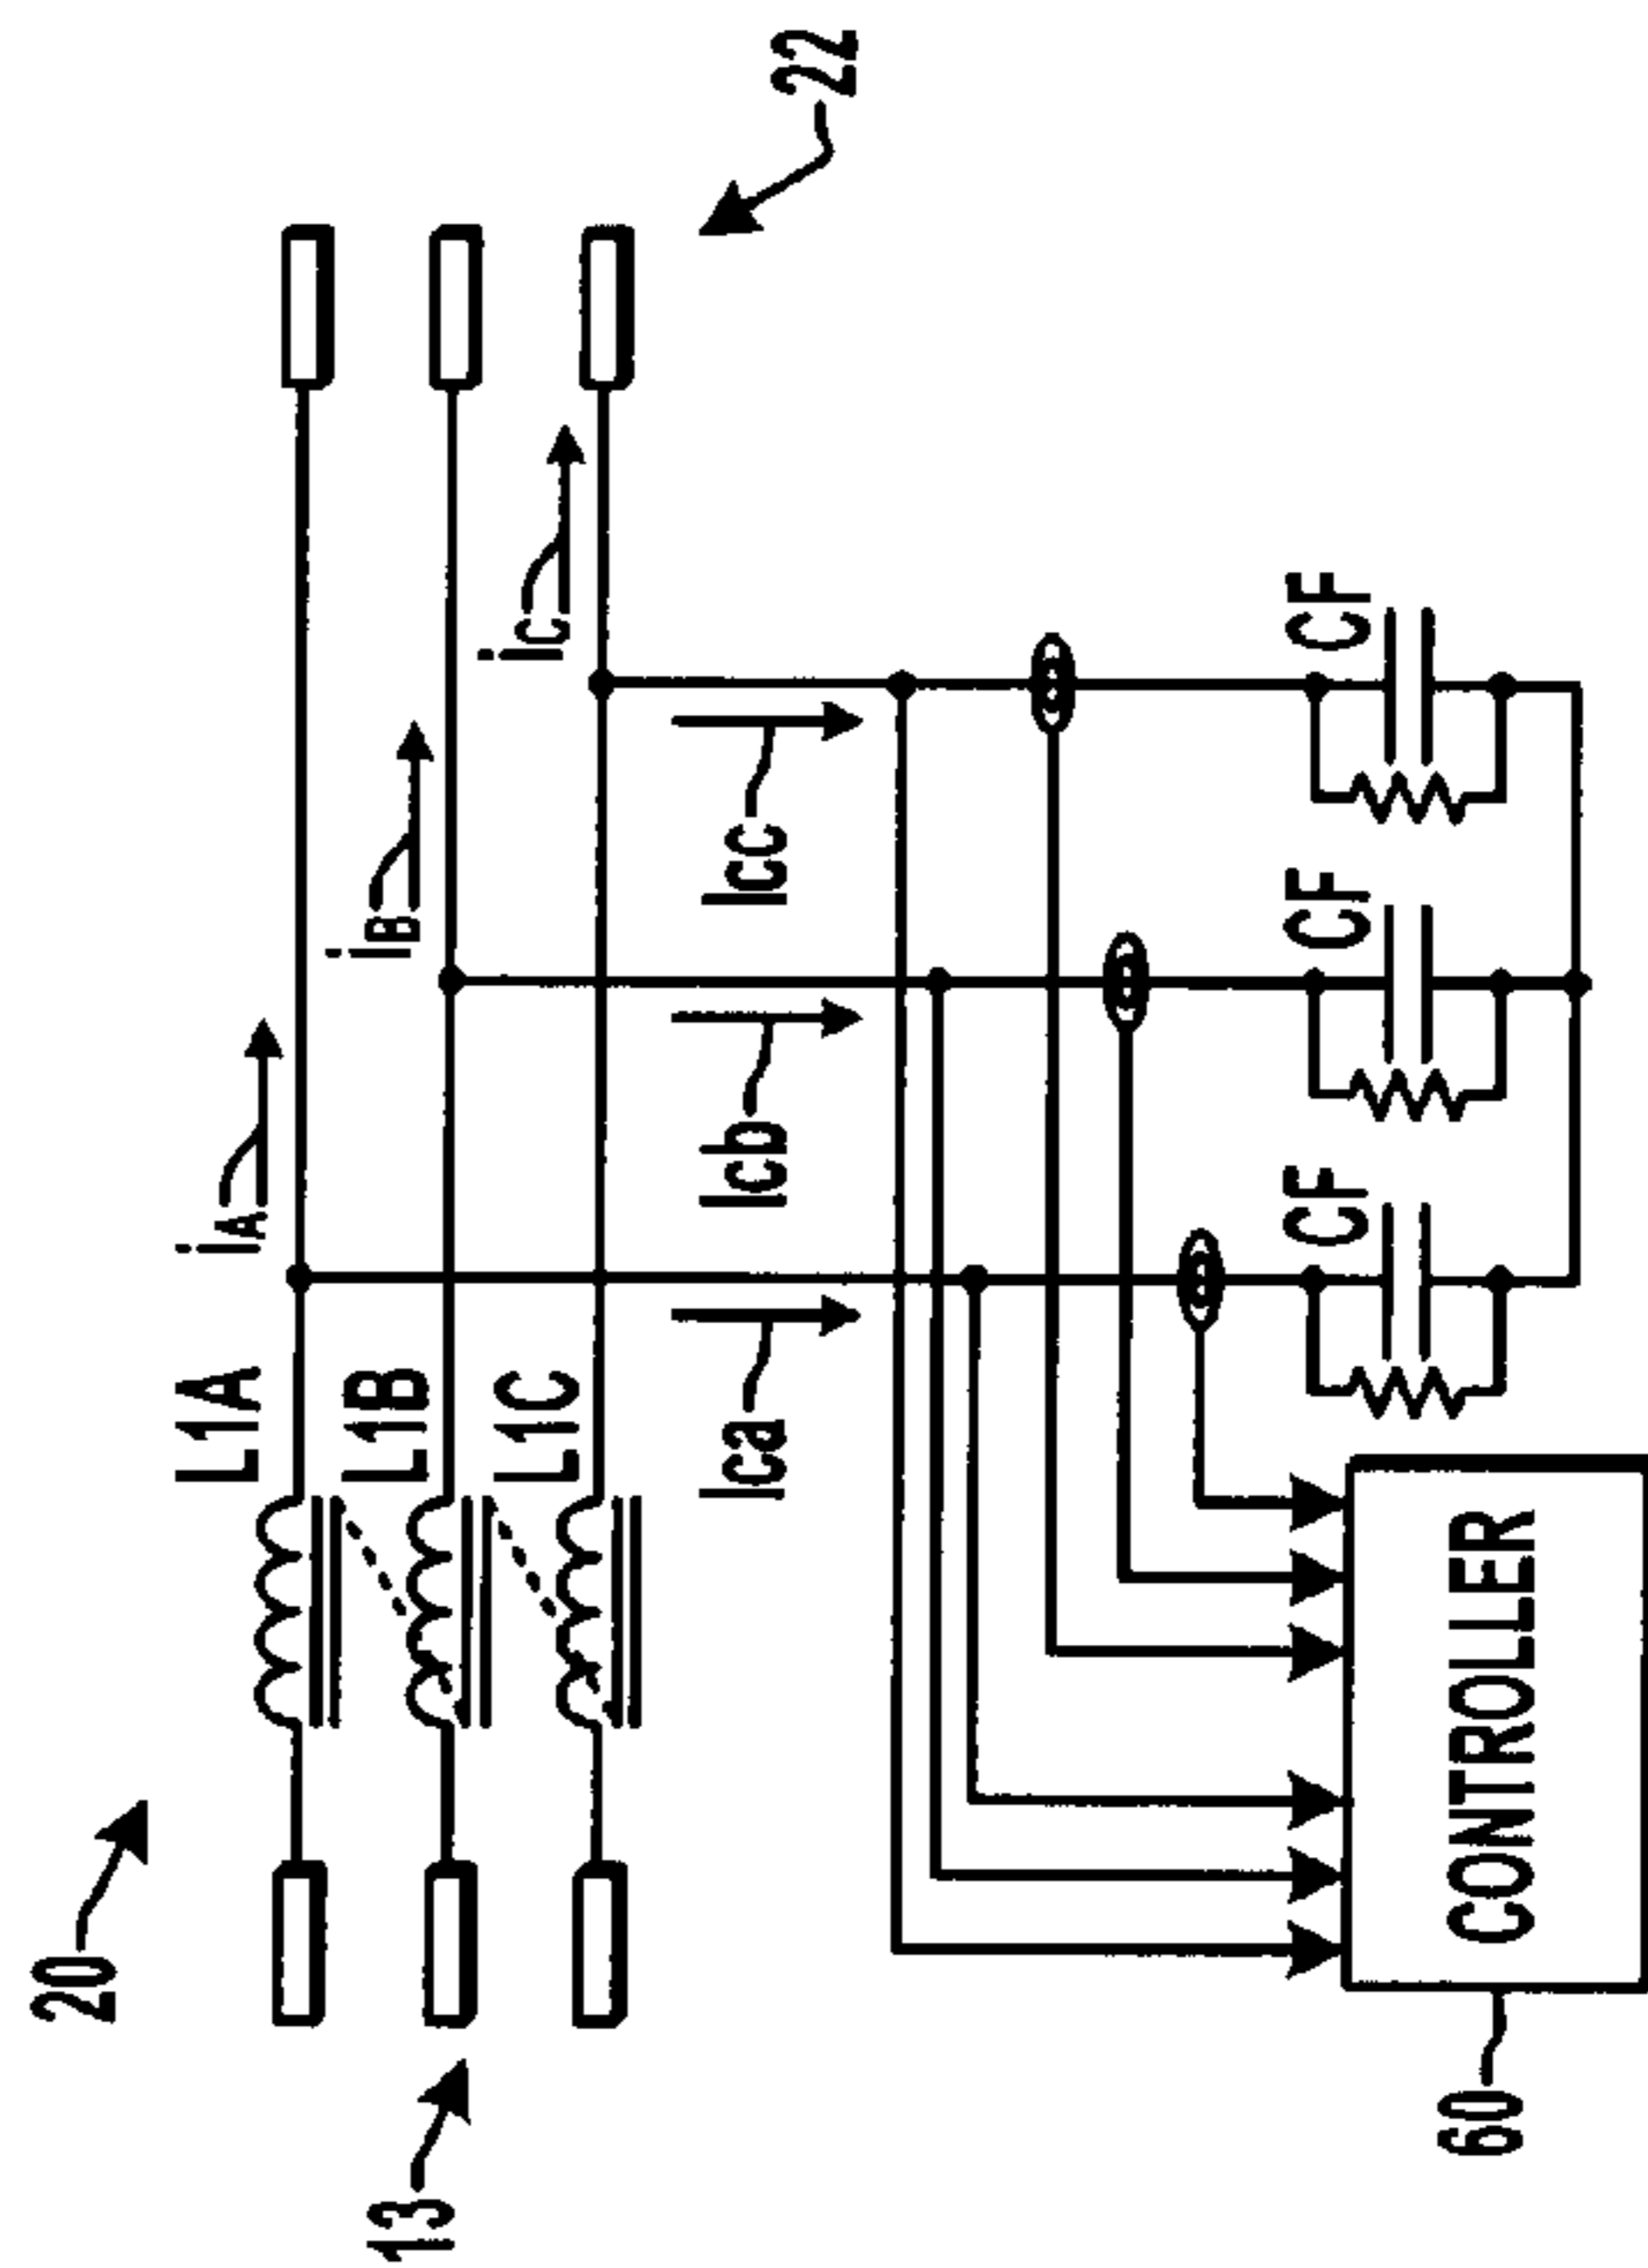 20
13
22
L1A
L1B
L1C
iA
iB
iC
Ica
Icb
Icc
CF
CF
CF
CONTROLLER
60